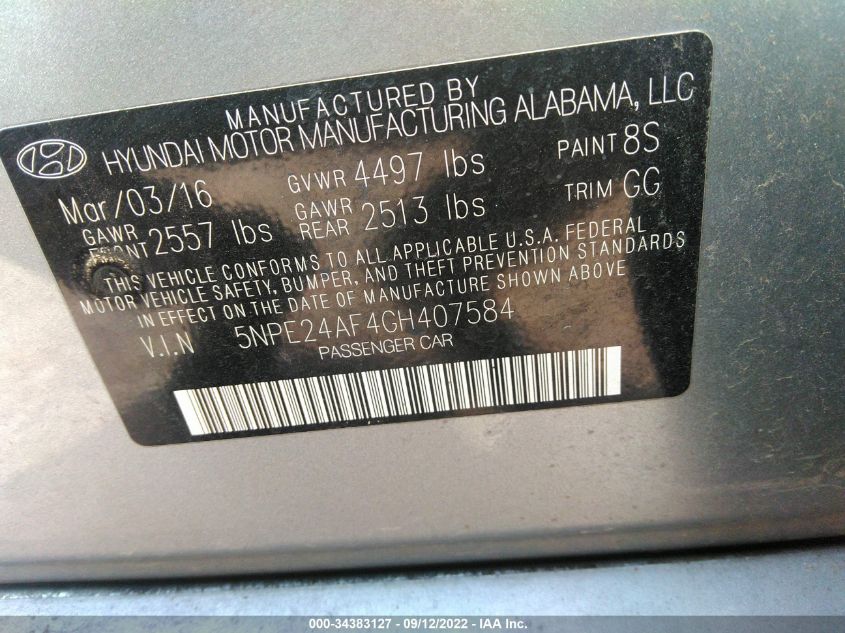 MANUFACTURED BY
HYUNDAI MOTOR MANUFACTURING ALABAMA, LLC
Mar/03/16 GVWR 4497 lbs PAINT 8S
GAWR FRONT 2557 lbs GAWR REAR 2513 lbs TRIM GG
THIS VEHICLE CONFORMS TO ALL APPLICABLE U.S.A. FEDERAL
MOTOR VEHICLE SAFETY, BUMPER, AND THEFT PREVENTION STANDARDS
IN EFFECT ON THE DATE OF MANUFACTURE SHOWN ABOVE
V.I.N 5NPE24AF4GH407584
PASSENGER CAR
000-34383127 - 09/12/2022 - IAA Inc.